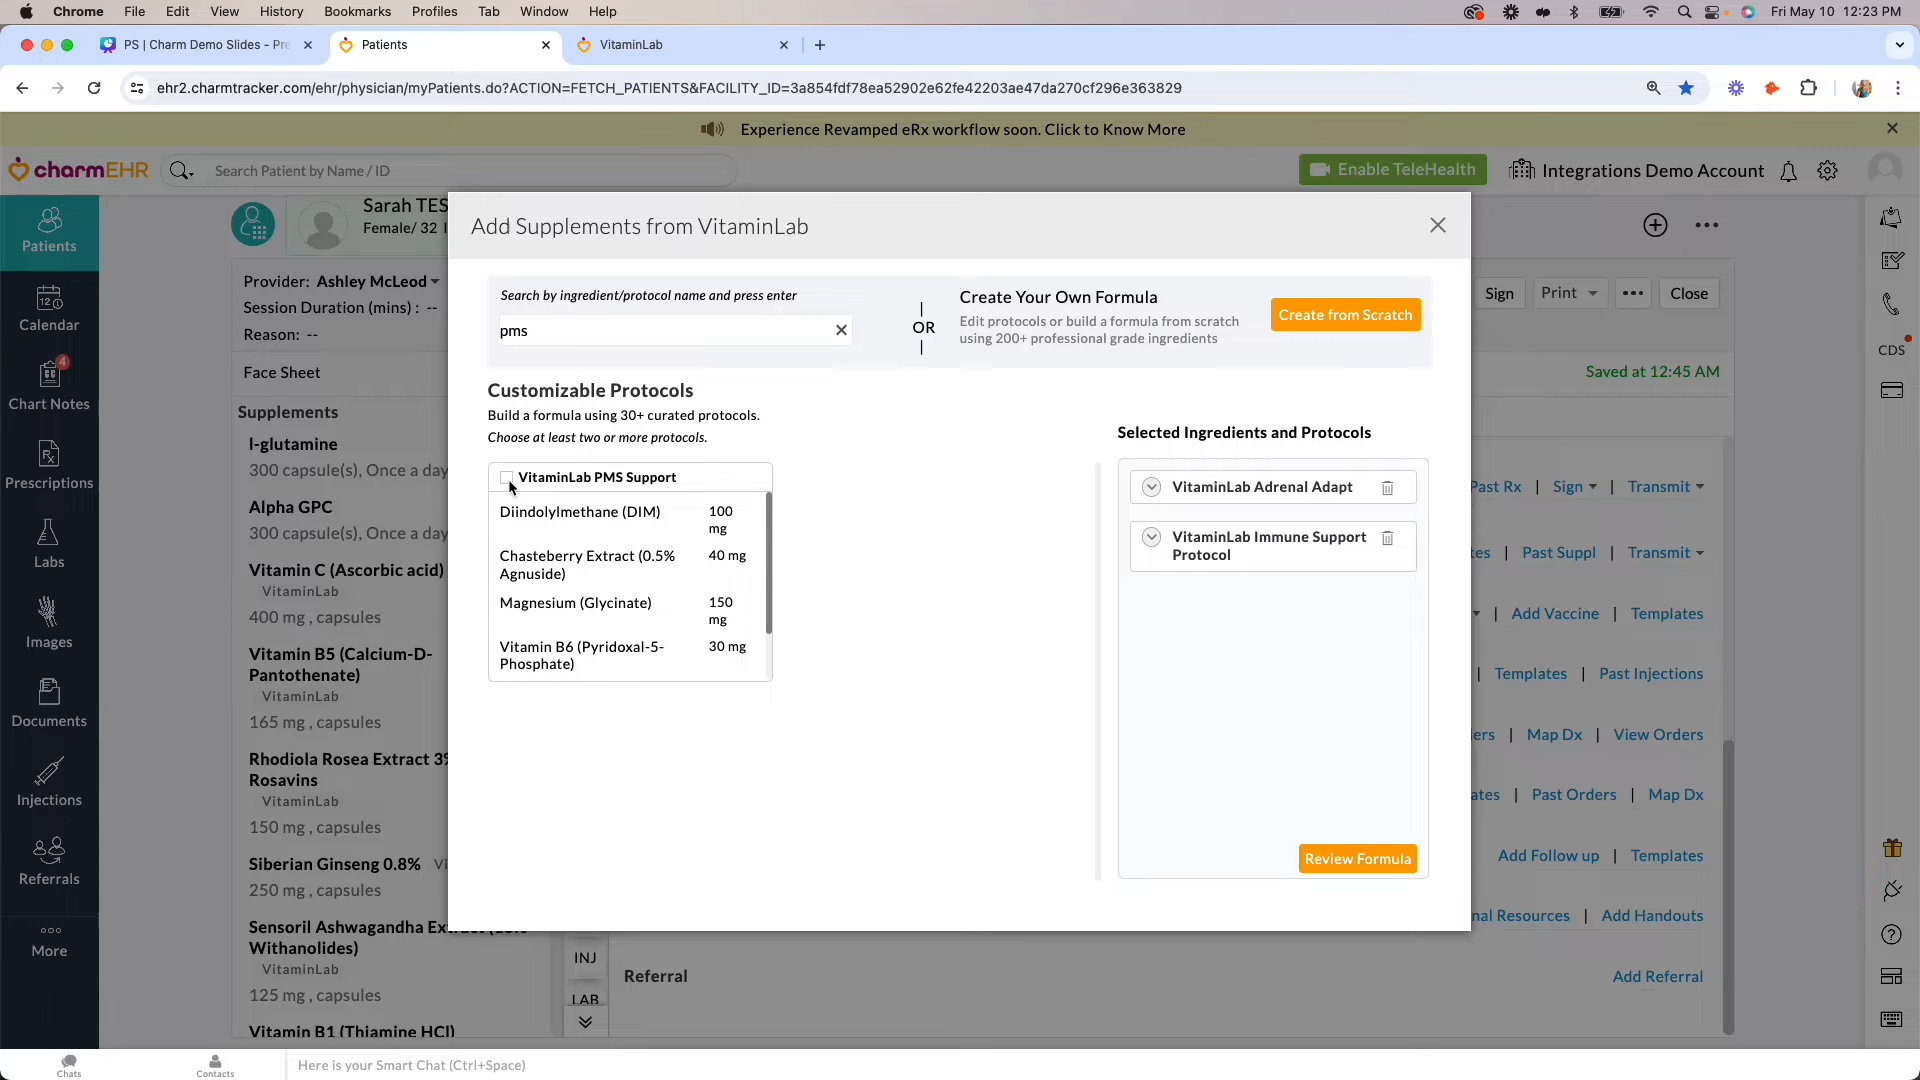 Chrome File Edit View History Bookmarks Profiles Tab Window Help
Fri May 10 12:23 PM
PS | Charm Demo Slides - Pre
Patients
VitaminLab
ehr2.charmtracker.com/ehr/physician/myPatients.do?ACTION=FETCH_PATIENTS&FACILITY_ID=3a854fdf78ea52902e62fe42203ae47da270cf296e363829
Experience Revamped eRx workflow soon. Click to Know More
charmEHR
Search Patient by Name / ID
Enable TeleHealth
Integrations Demo Account
Patients
Calendar
4
Chart Notes
Prescriptions
Labs
Images
Documents
Injections
Referrals
More
Sarah TES
Female/ 32
Provider: Ashley McLeod
Session Duration (mins) : --
Reason: --
Face Sheet
Supplements
l-glutamine
300 capsule(s), Once a day
Alpha GPC
300 capsule(s), Once a day
Vitamin C (Ascorbic acid)
VitaminLab
400 mg , capsules
Vitamin B5 (Calcium-D-
Pantothenate)
VitaminLab
165 mg , capsules
Rhodiola Rosea Extract 3%
Rosavins
VitaminLab
150 mg , capsules
Siberian Ginseng 0.8%
250 mg , capsules
Sensoril Ashwagandha Extract (10%
Withanolides)
VitaminLab
125 mg , capsules
Vitamin B1 (Thiamine HCl)
Add Supplements from VitaminLab
Search by ingredient/protocol name and press enter
pms
OR
Create Your Own Formula
Edit protocols or build a formula from scratch
using 200+ professional grade ingredients
Create from Scratch
Customizable Protocols
Build a formula using 30+ curated protocols.
Choose at least two or more protocols.
VitaminLab PMS Support
Diindolylmethane (DIM) 100
mg
Chasteberry Extract (0.5% 40 mg
Agnuside)
Magnesium (Glycinate) 150
mg
Vitamin B6 (Pyridoxal-5- 30 mg
Phosphate)
Selected Ingredients and Protocols
VitaminLab Adrenal Adapt
VitaminLab Immune Support
Protocol
Review Formula
Sign
Print
Close
Saved at 12:45 AM
Past Rx | Sign | Transmit
| Past Suppl | Transmit
| Add Vaccine | Templates
| Templates | Past Injections
| Map Dx | View Orders
| Past Orders | Map Dx
Add Follow up | Templates
Resources | Add Handouts
INJ
LAB
Referral
Add Referral
CDS
Chats
Contacts
Here is your Smart Chat (Ctrl+Space)